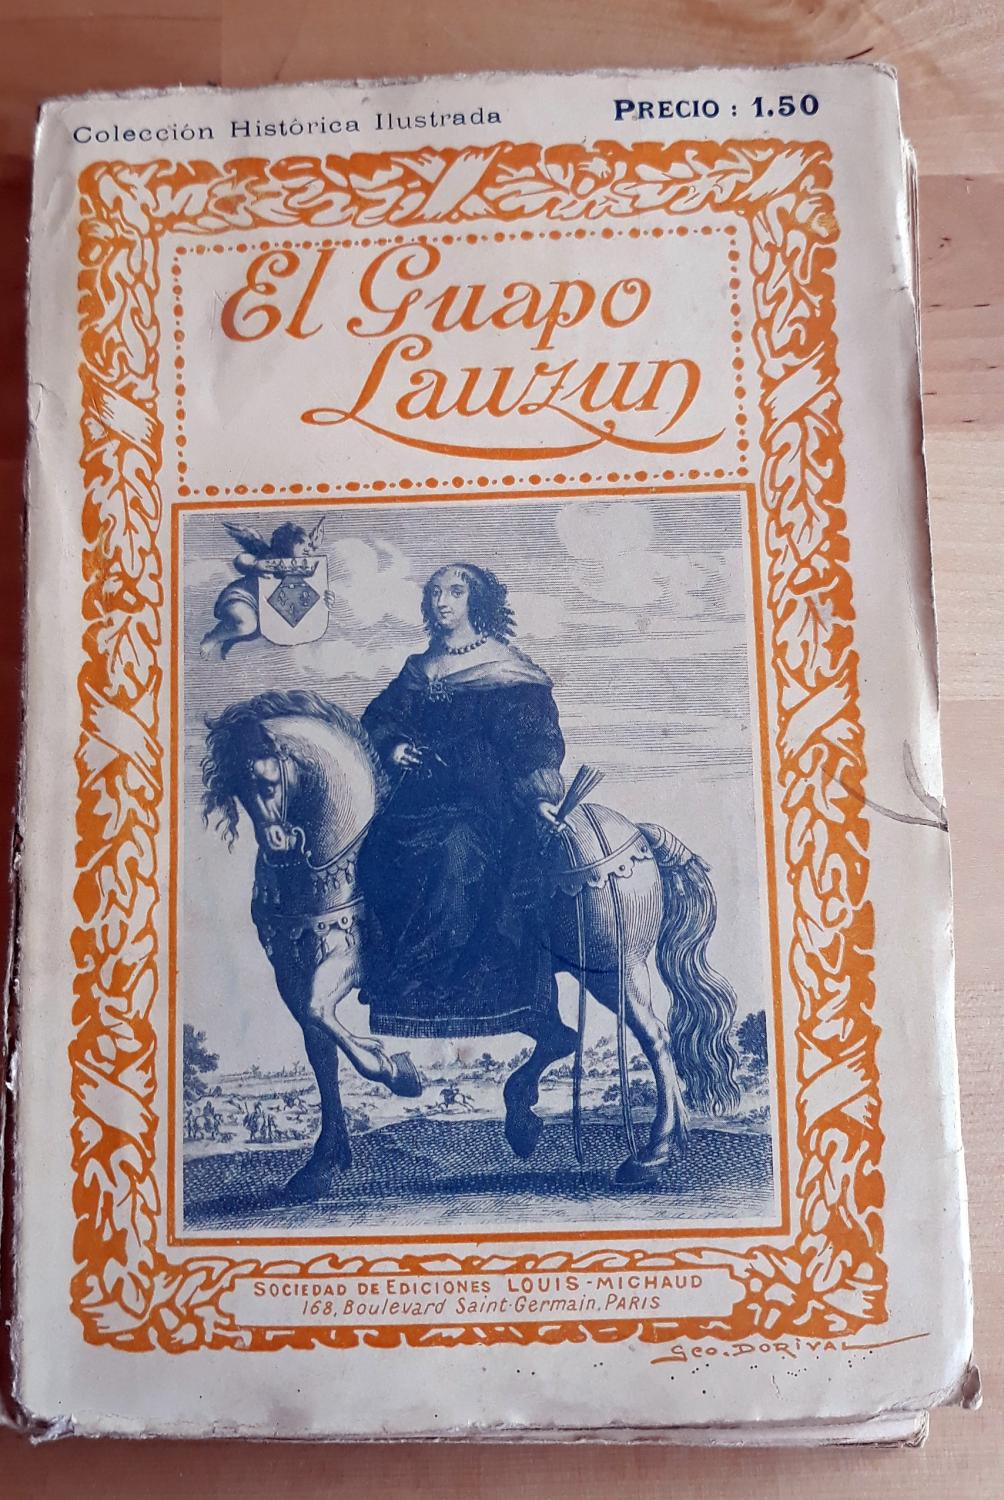 Colección Histórica Ilustrada
PRECIO : 1.50
El Guapo
Lauzun
SOCIEDAD DE EDICIONES LOUIS-MICHAUD
168, Boulevard Saint-Germain, PARIS
GEO. DORIVAL